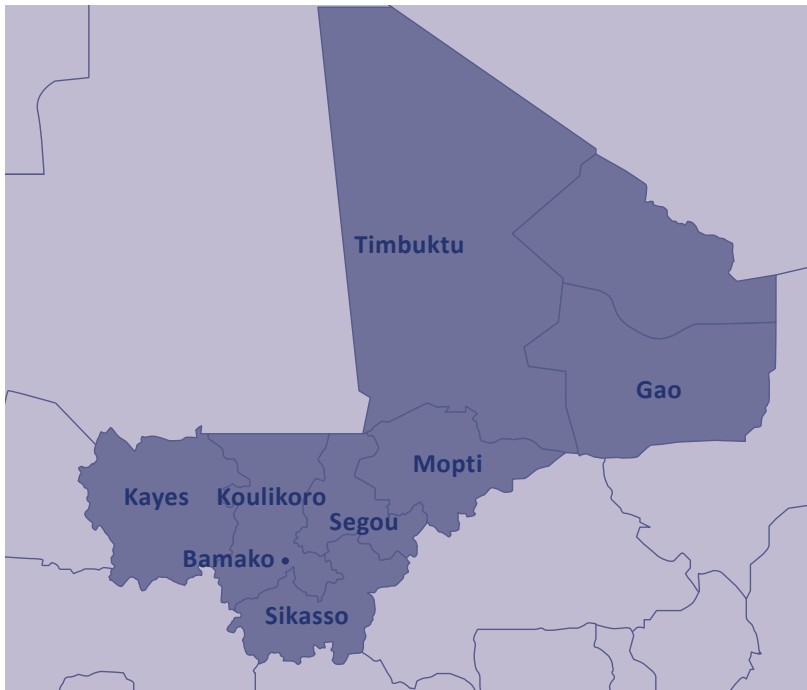 Timbuktu
Gao
Mopti
Kayes
Koulikoro
Segou
Bamako
Sikasso